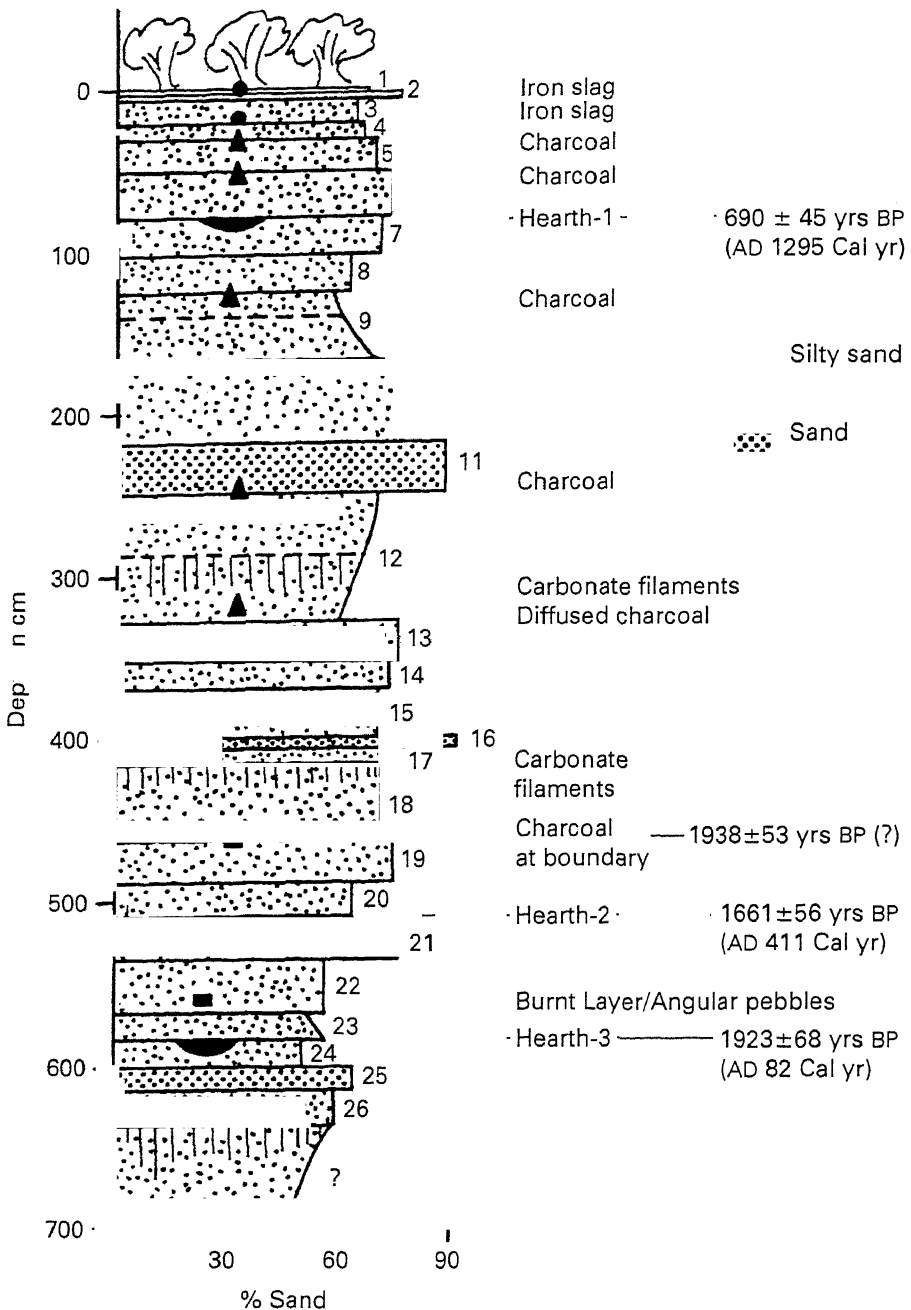 1
0
2
Iron slag
3
Iron slag
4
Charcoal
5
Charcoal
- Hearth-1 - 690 ± 45 yrs BP
7
(AD 1295 Cal yr)
100
8
Charcoal
9
Silty sand
200
Sand
11
Charcoal
12
300
Carbonate filaments
Diffused charcoal
13
14
15
400
16
17
Carbonate
filaments
18
Charcoal
at boundary
1938±53 yrs BP (?)
19
20
500
- Hearth-2 1661±56 yrs BP
(AD 411 Cal yr)
21
22
Burnt Layer/Angular pebbles
23
- Hearth-3 1923±68 yrs BP
24
(AD 82 Cal yr)
600
25
26
?
700
30 60 90
% Sand
Dep n cm